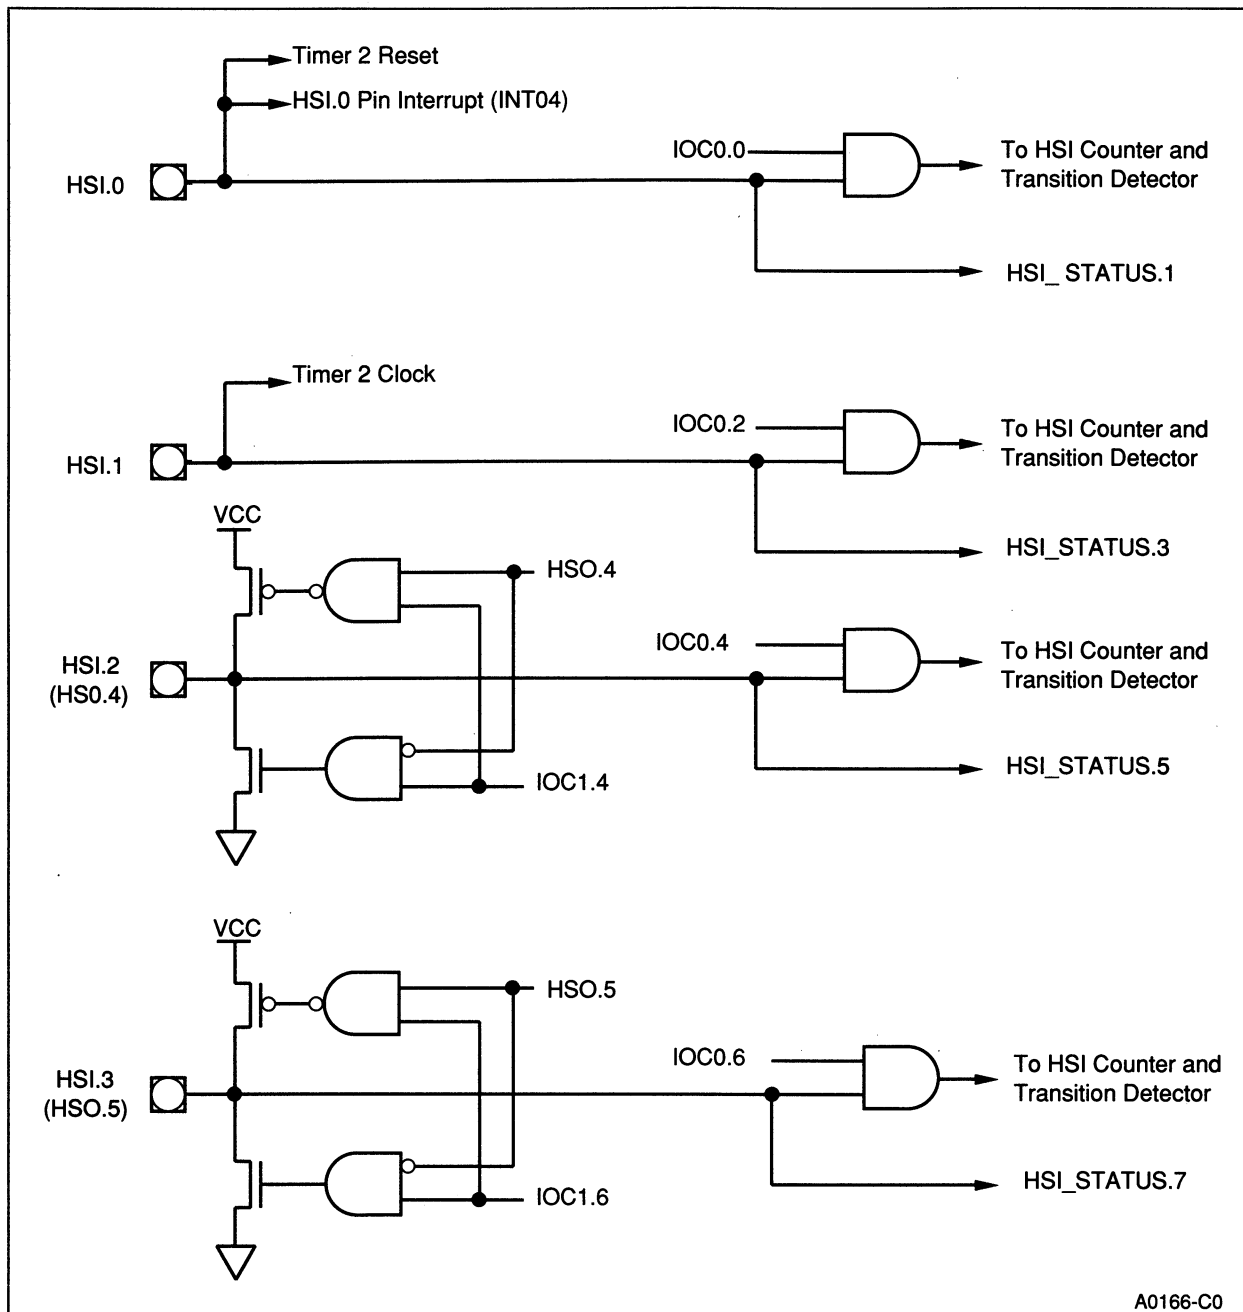 Timer 2 Reset
HSI.0 Pin Interrupt (INT04)
IOC0.0
To HSI Counter and
Transition Detector
HSI.0
HSI_ STATUS.1
Timer 2 Clock
IOC0.2
To HSI Counter and
Transition Detector
HSI.1
VCC
HSI_STATUS.3
HSO.4
IOC0.4
To HSI Counter and
Transition Detector
HSI.2
(HS0.4)
HSI_STATUS.5
IOC1.4
VCC
HSO.5
IOC0.6
To HSI Counter and
Transition Detector
HSI.3
(HSO.5)
HSI_STATUS.7
IOC1.6
A0166-C0